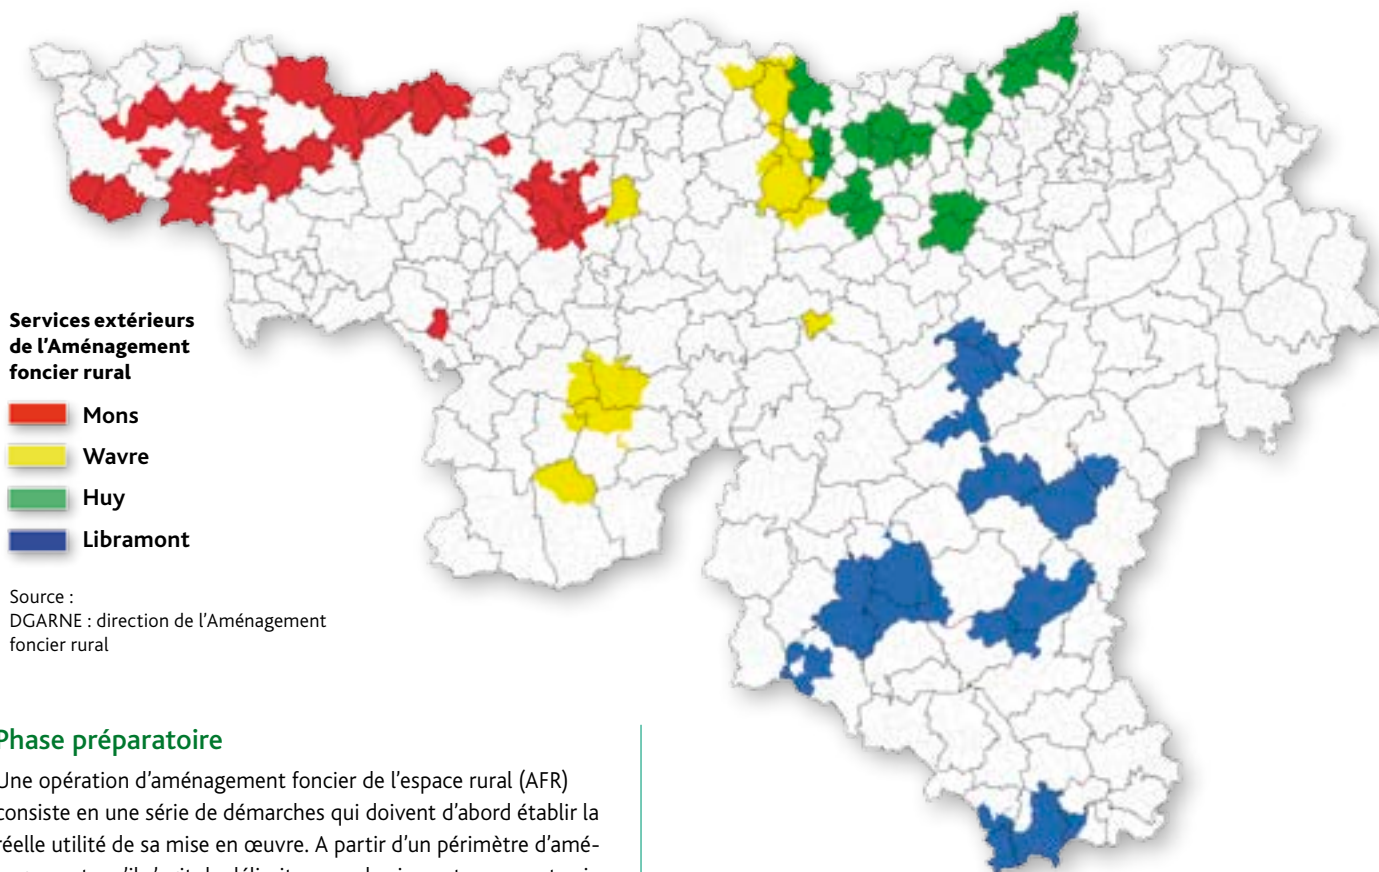 Services extérieurs
de l'Aménagement
foncier rural
Mons
Wavre
Huy
Libramont
Source :
DGARNE : direction de l'Aménagement
foncier rural
Phase préparatoire
Une opération d'aménagement foncier de l'espace rural (AFR)
consiste en une série de démarches qui doivent d'abord établir la
réelle utilité de sa mise en œuvre. A partir d'un périmètre d'amé-